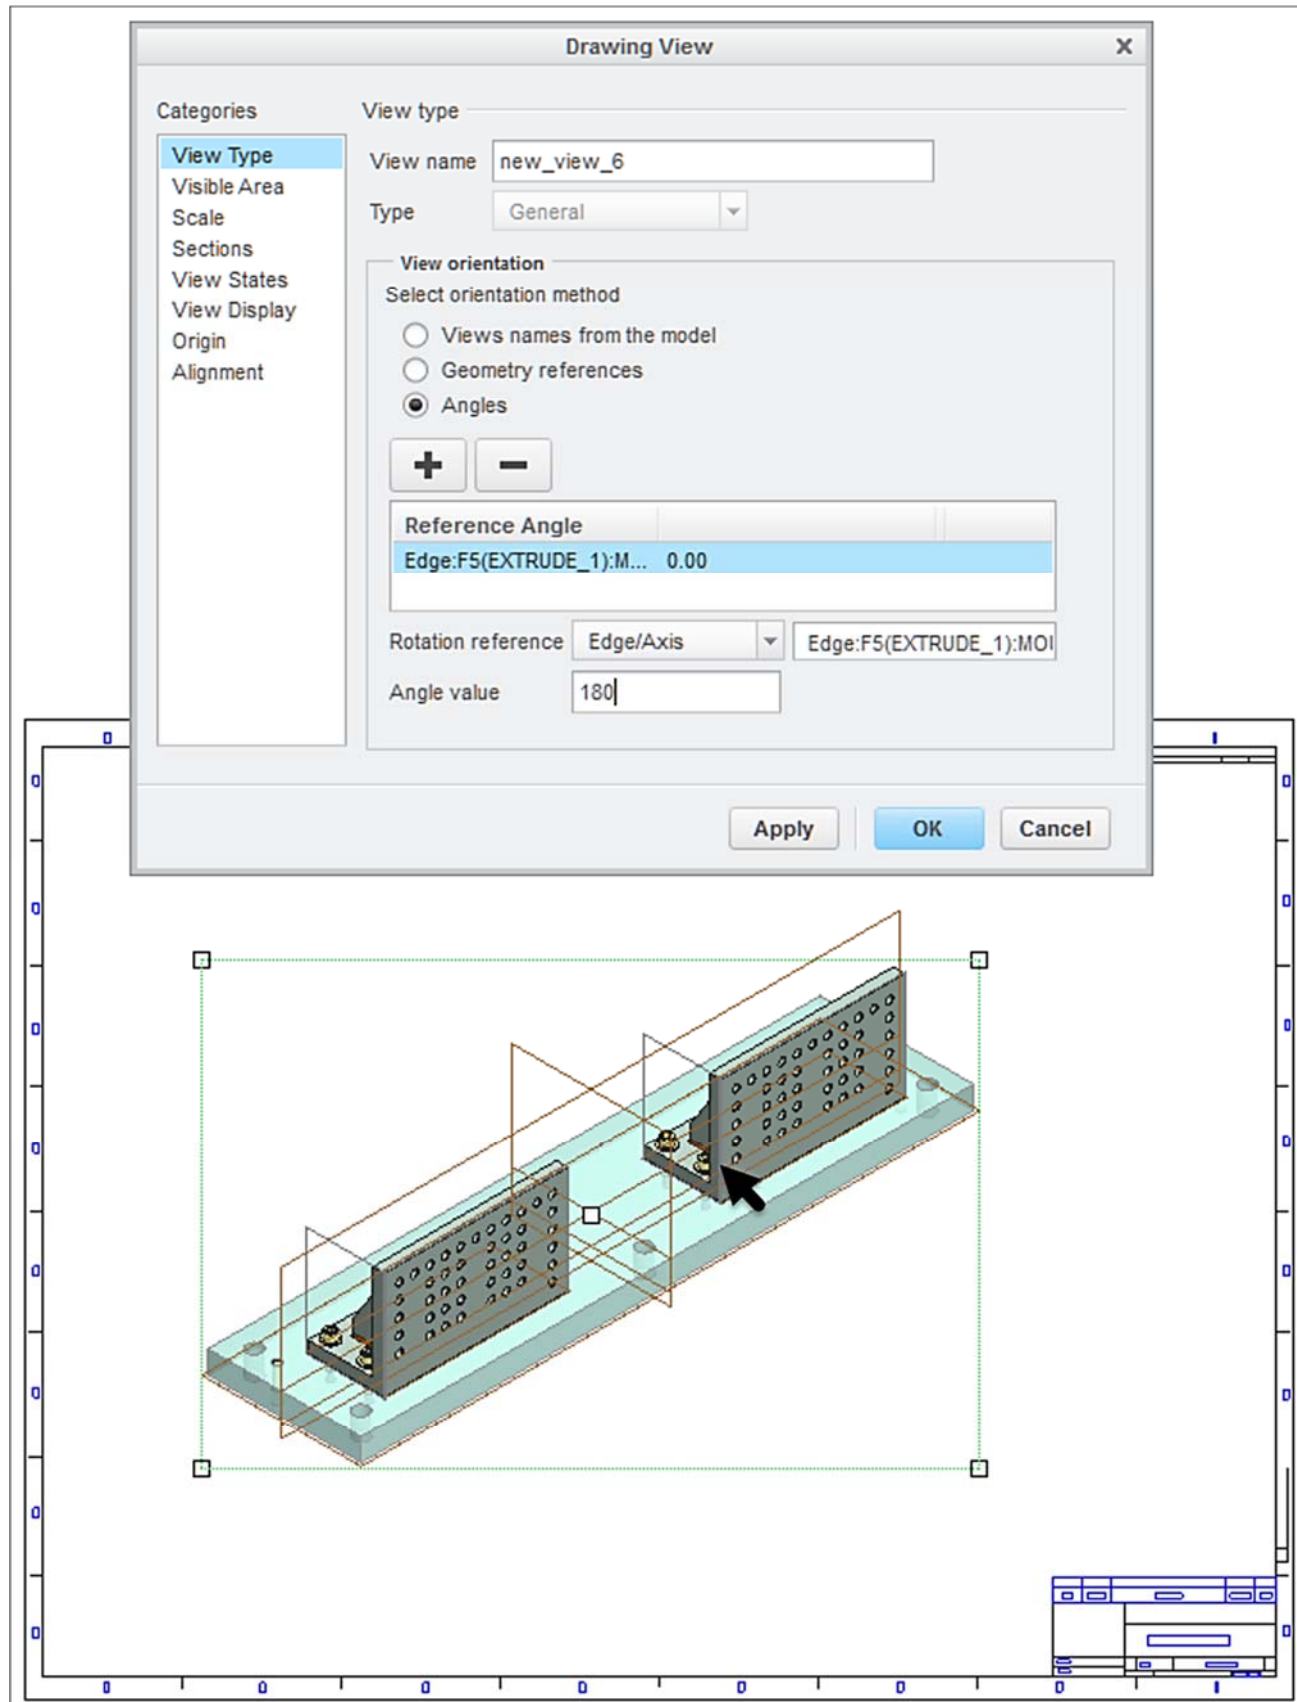 Drawing View
Categories
View Type
Visible Area
Scale
Sections
View States
View Display
Origin
Alignment
View type
View name new_view_6
Type General
View orientation
Select orientation method
Views names from the model
Geometry references
Angles
Reference Angle
Edge:F5(EXTRUDE_1):M... 0.00
Rotation reference Edge/Axis Edge:F5(EXTRUDE_1):MOI
Angle value 180
Apply OK Cancel